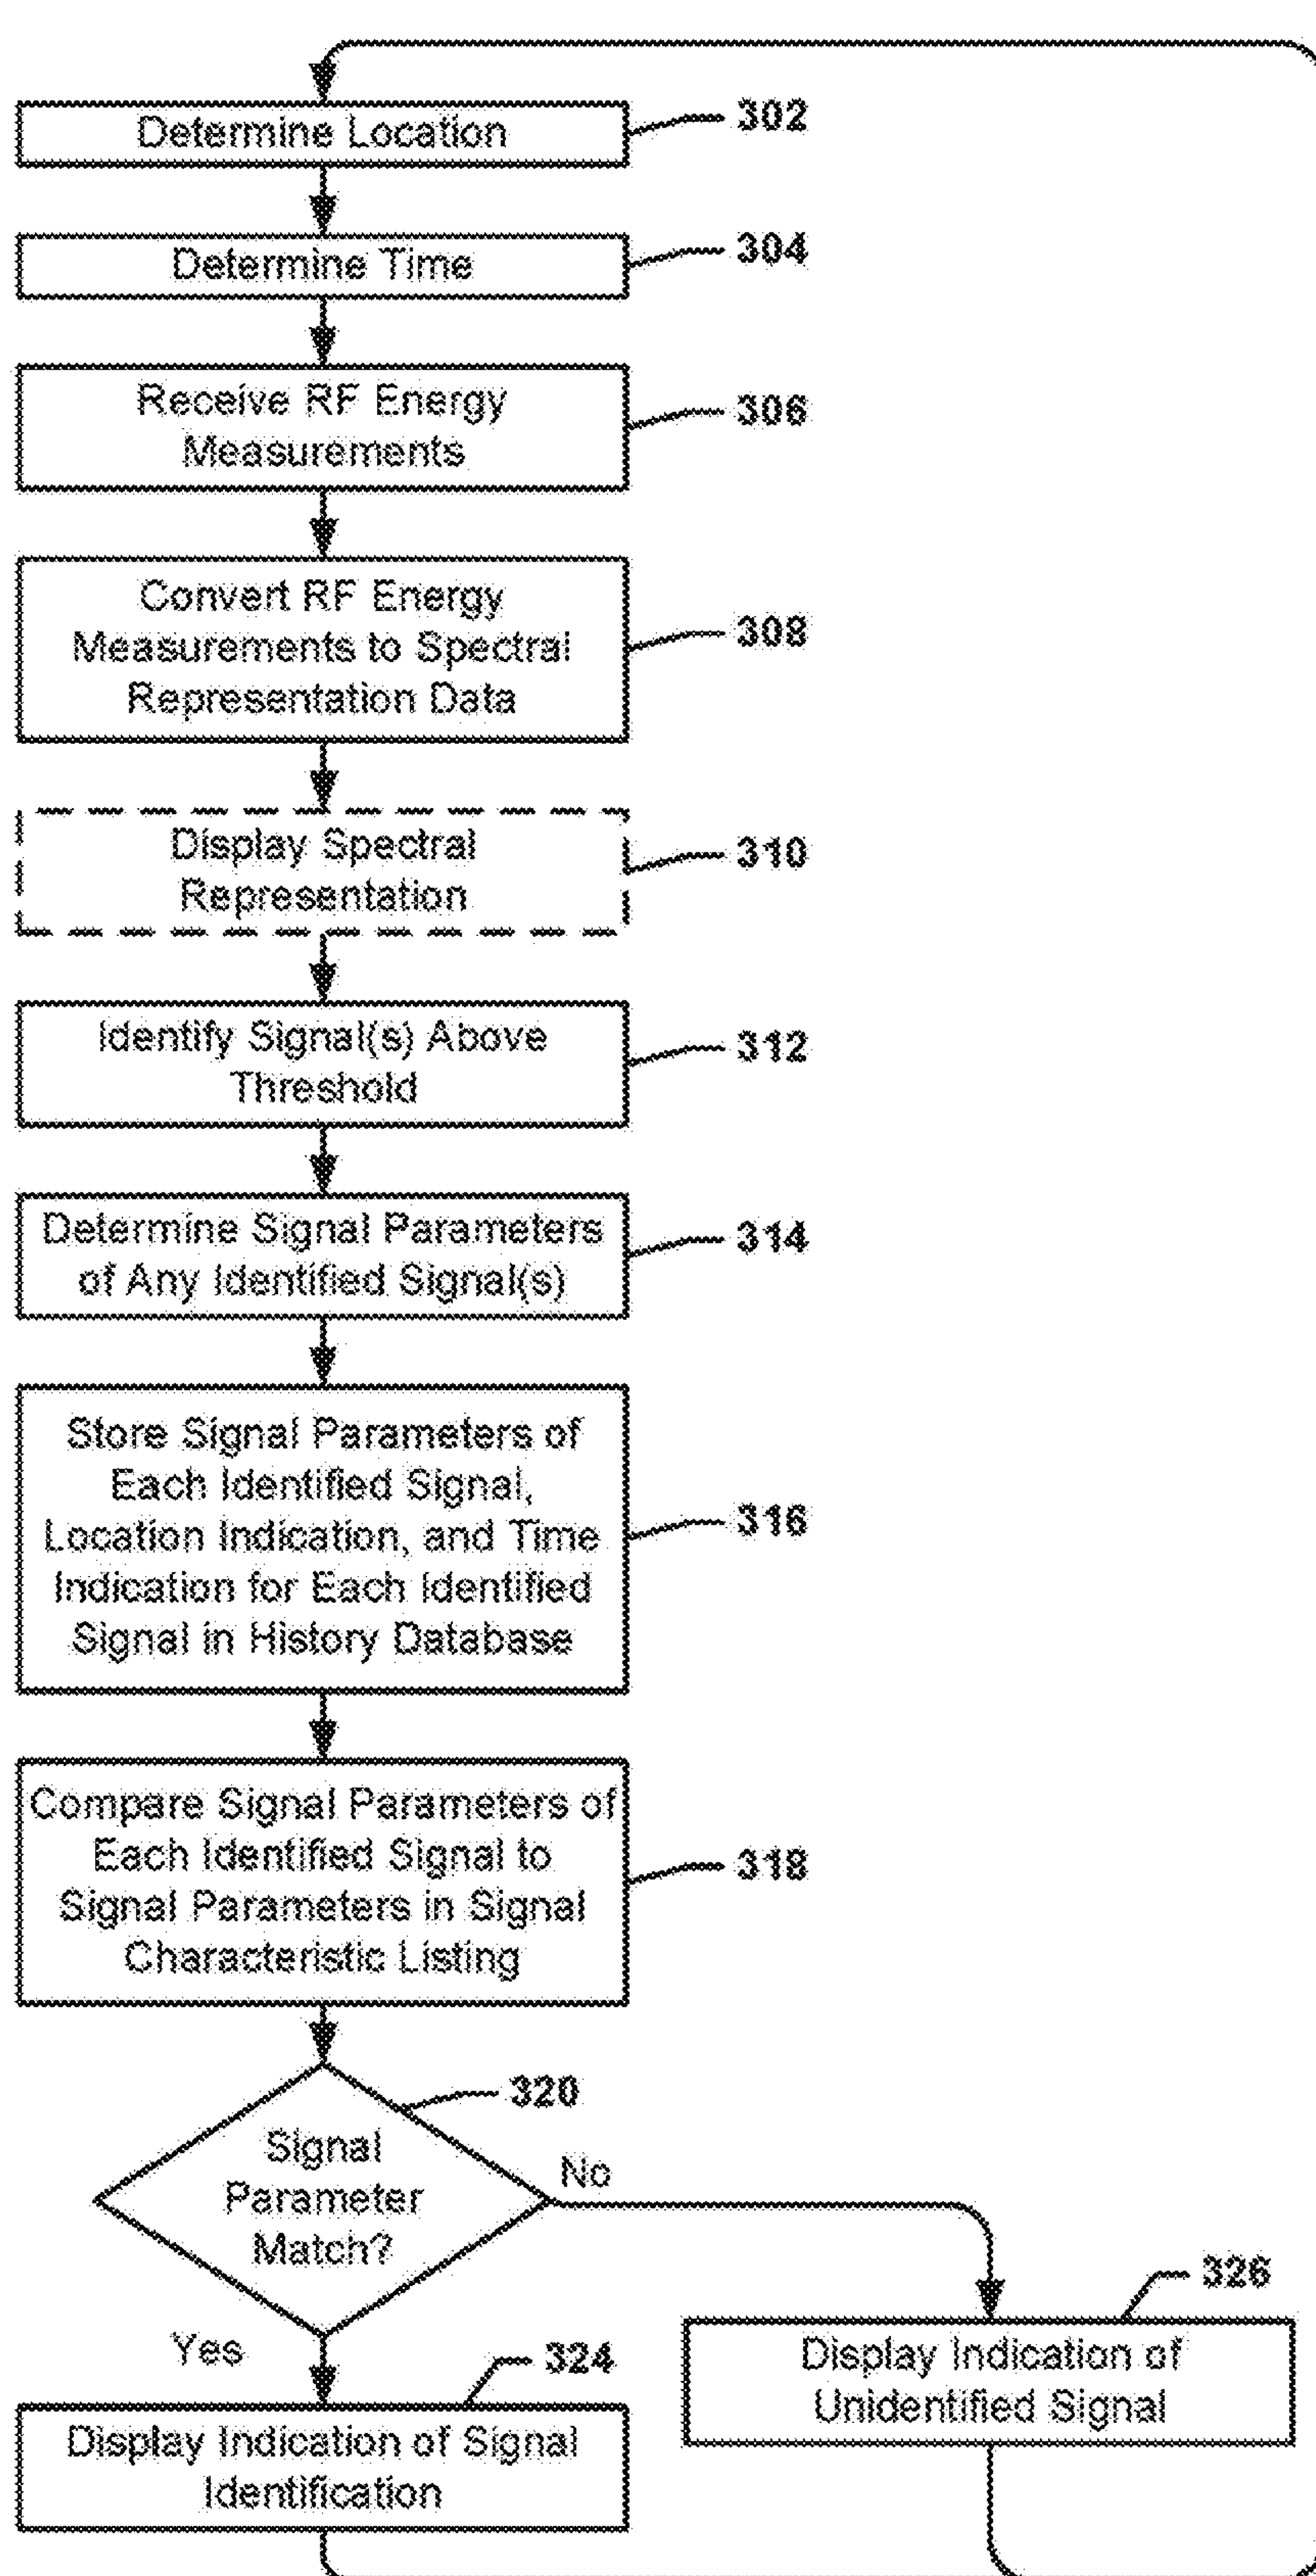 Determine Location
302
Determine Time
304
Receive RF Energy
Measurements
306
Convert RF Energy
Measurements to Spectral
Representation Data
308
Display Spectral
Representation
310
Identify Signal(s) Above
Threshold
312
Determine Signal Parameters
of Any Identified Signal(s)
314
Store Signal Parameters of
Each Identified Signal,
Location Indication, and Time
Indication for Each Identified
Signal in History Database
316
Compare Signal Parameters of
Each Identified Signal to
Signal Parameters in Signal
Characteristic Listing
318
320
Signal
Parameter
Match?
No
Yes
326
Display Indication of
Unidentified Signal
324
Display Indication of Signal
Identification